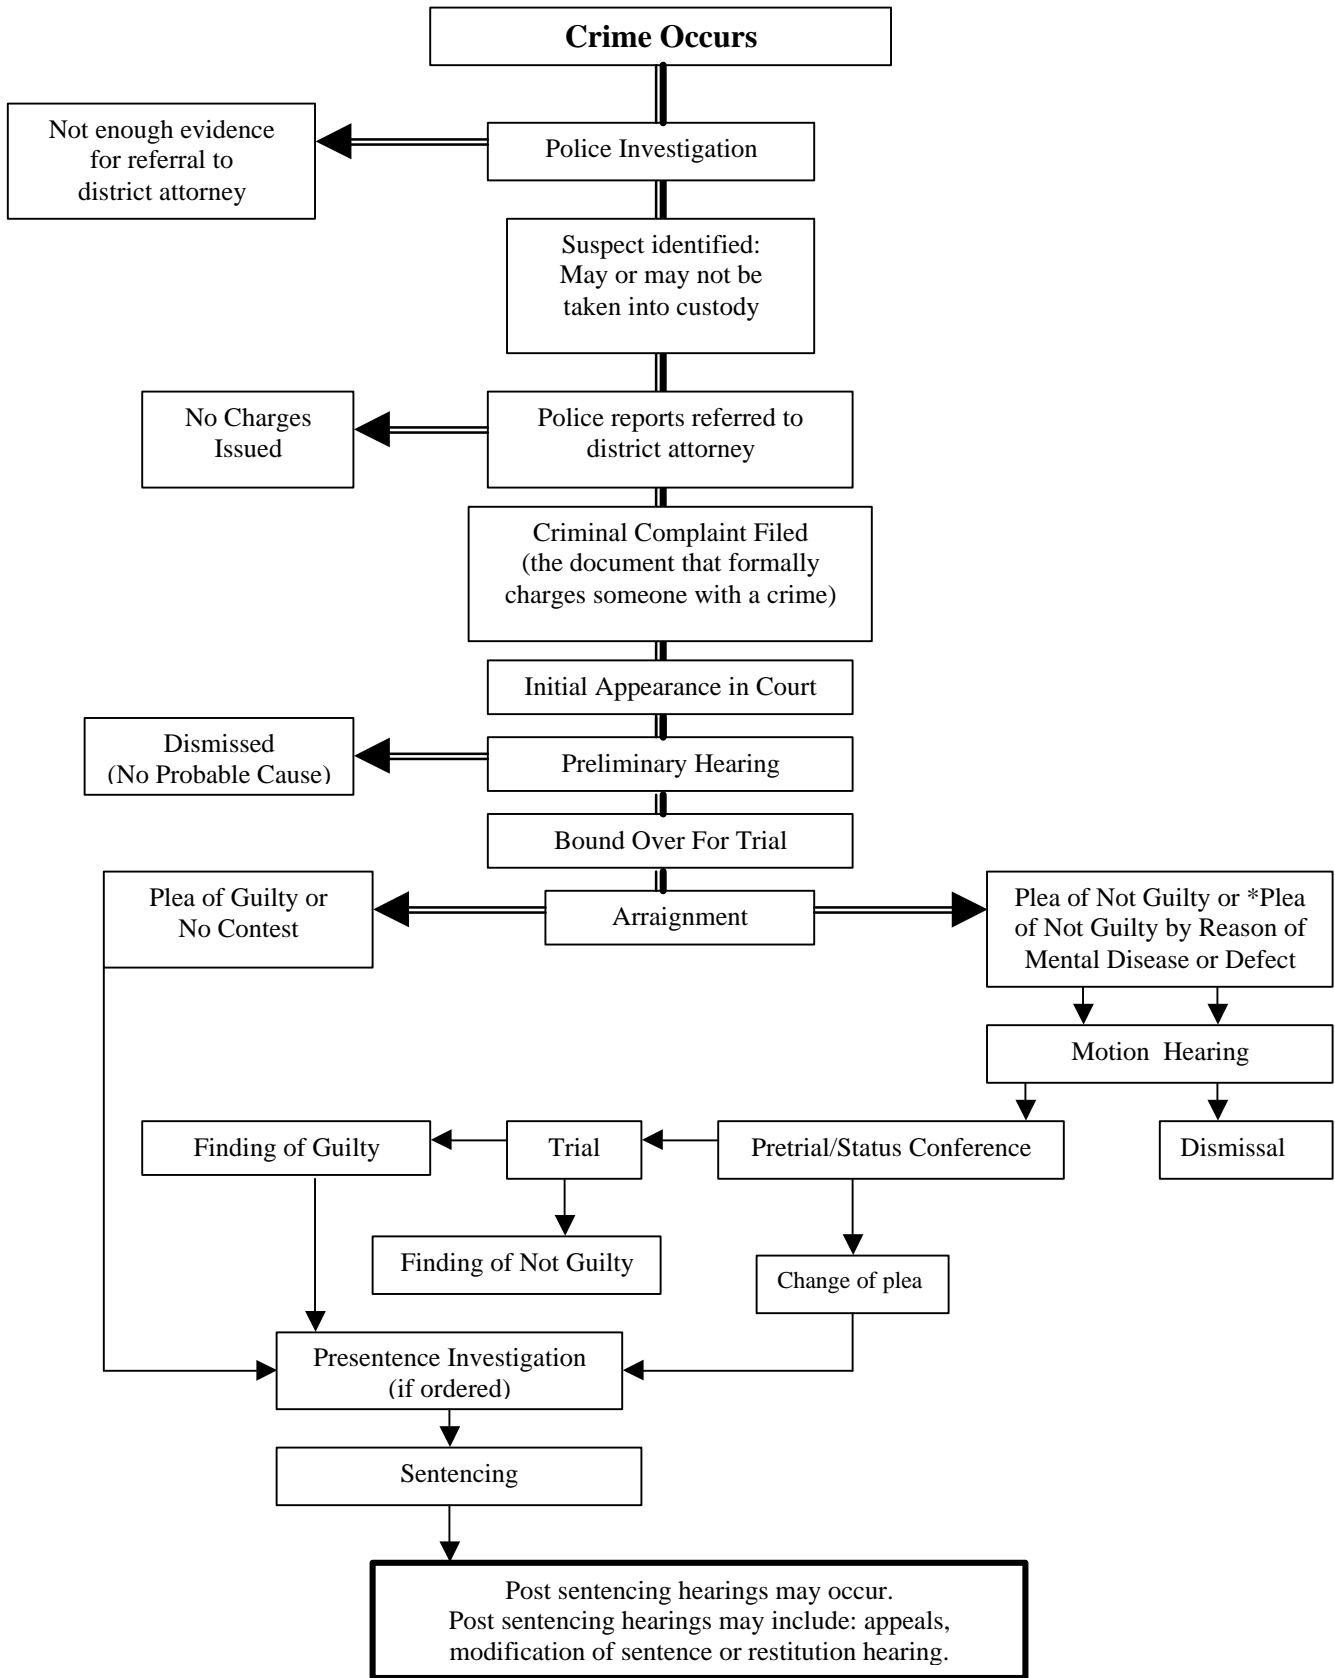 Crime Occurs
Not enough evidence
for referral to
district attorney
Police Investigation
Suspect identified:
May or may not be
taken into custody
No Charges
Issued
Police reports referred to
district attorney
Criminal Complaint Filed
(the document that formally
charges someone with a crime)
Initial Appearance in Court
Dismissed
(No Probable Cause)
Preliminary Hearing
Bound Over For Trial
Plea of Guilty or
No Contest
Arraignment
Plea of Not Guilty or *Plea
of Not Guilty by Reason of
Mental Disease or Defect
Motion Hearing
Finding of Guilty
Trial
Pretrial/Status Conference
Dismissal
Finding of Not Guilty
Change of plea
Presentence Investigation
(if ordered)
Sentencing
Post sentencing hearings may occur.
Post sentencing hearings may include: appeals,
modification of sentence or restitution hearing.